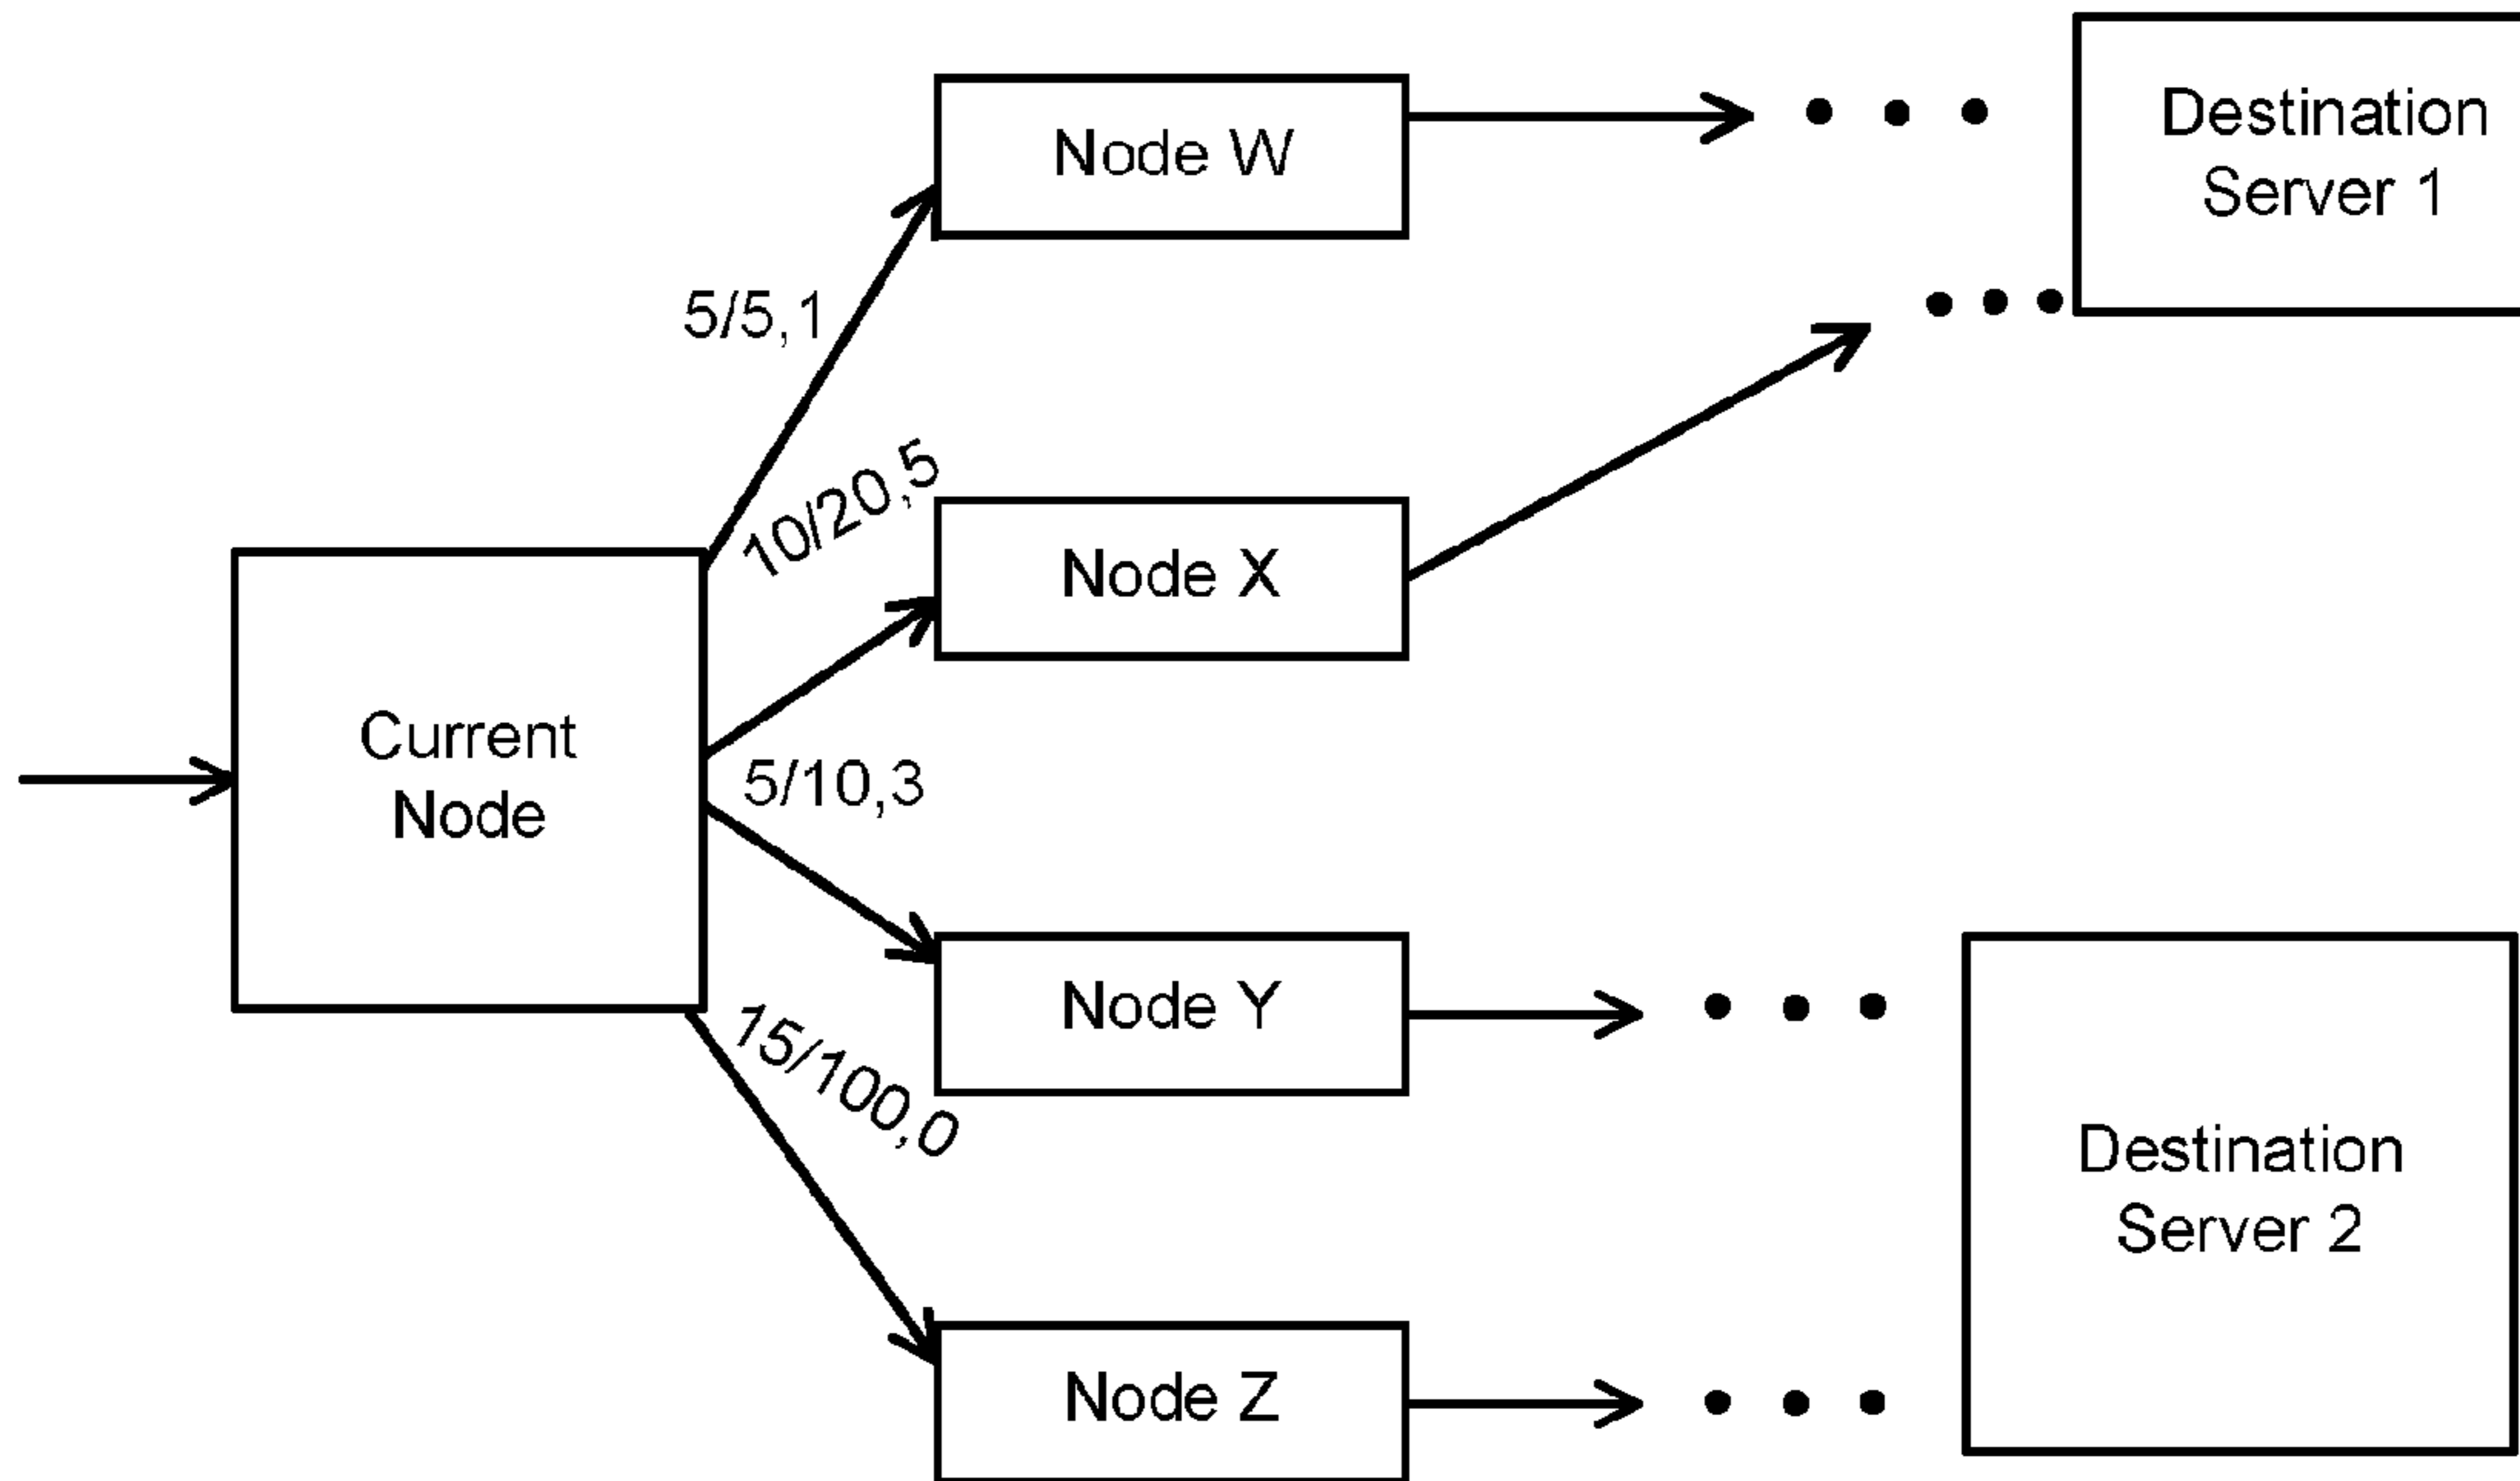 Destination
Server 1
Node W
5/5,1
10/20,5
Node X
Current
Node
5/10,3
Node Y
15/100,0
Destination
Server 2
Node Z